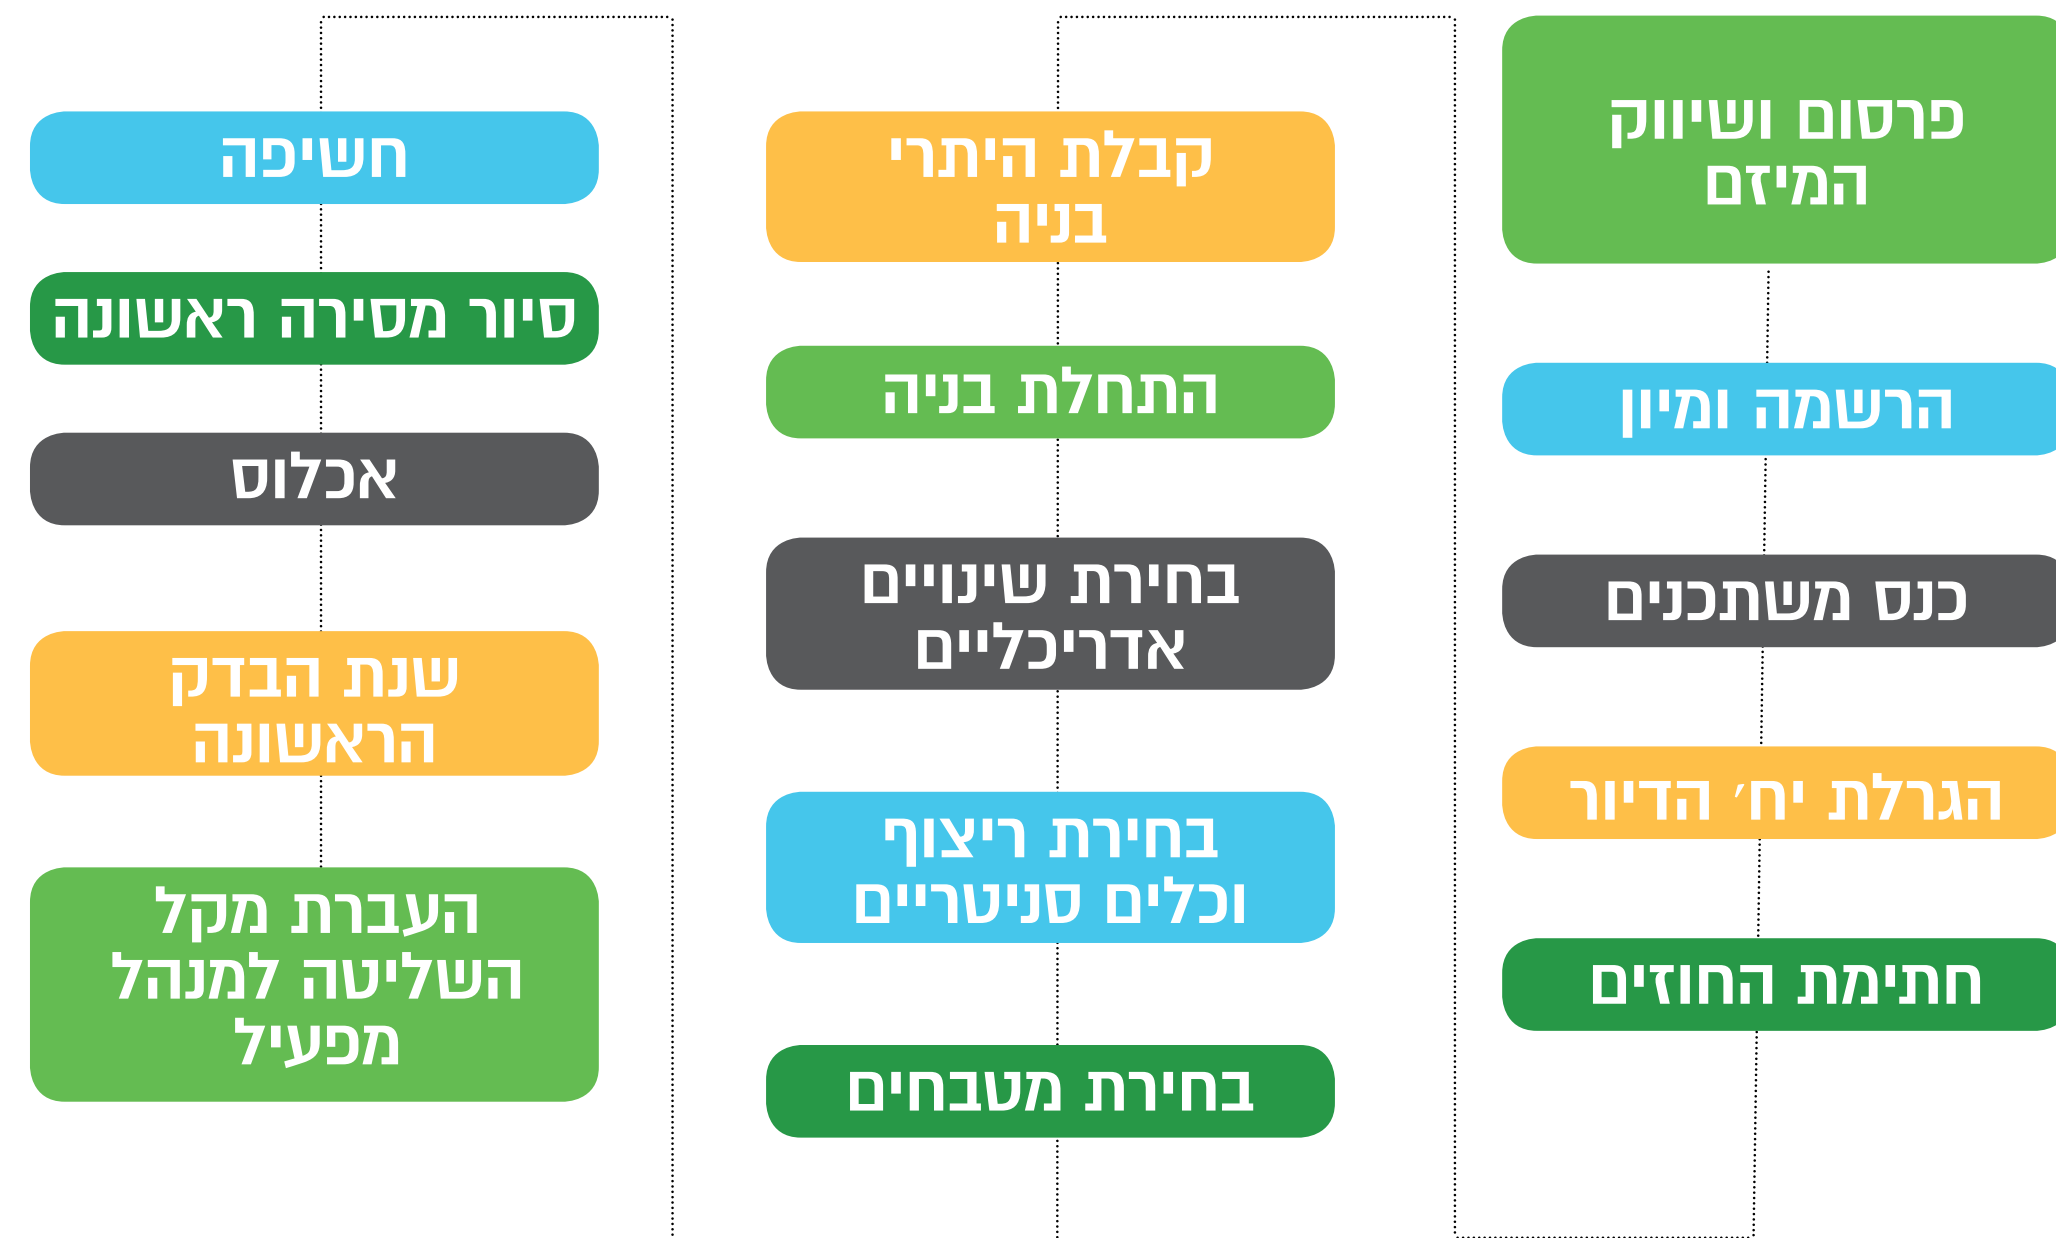 פרסום ושיווק
המיזם
הרשמה ומיון
כנס משתכנים
הגרלת יח׳ הדיור
חתימת החוזים
קבלת היתרי
בניה
התחלת בניה
בחירת שינויים
אדריכליים
בחירת ריצוף
וכלים סניטריים
בחירת מטבחים
חשיפה
סיור מסירה ראשונה
אכלוס
שנת הבדק
הראשונה
העברת מקל
השליטה למנהל
מפעיל